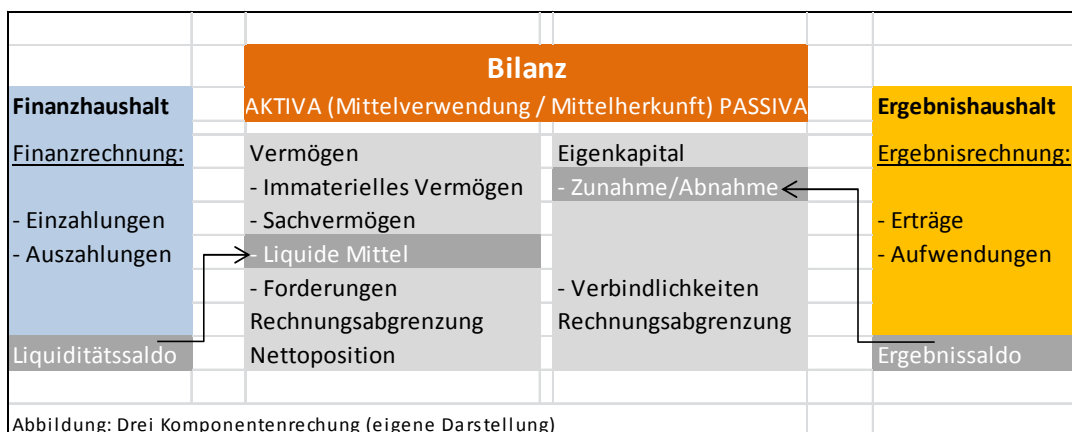 Bilanz
AKTIVA (Mittelverwendung / Mittelherkunft) PASSIVA
Finanzhaushalt
Finanzrechnung:
- Einzahlungen
- Auszahlungen
Liquiditätssaldo
Vermögen
- Immaterielles Vermögen
- Sachvermögen
- Liquide Mittel
- Forderungen
Rechnungsabgrenzung
Nettoposition
Eigenkapital
- Zunahme/Abnahme
- Verbindlichkeiten
Rechnungsabgrenzung
Ergebnishaushalt
Ergebnisrechnung:
- Erträge
- Aufwendungen
Ergebnissaldo
Abbildung: Drei Komponentenrechung (eigene Darstellung)